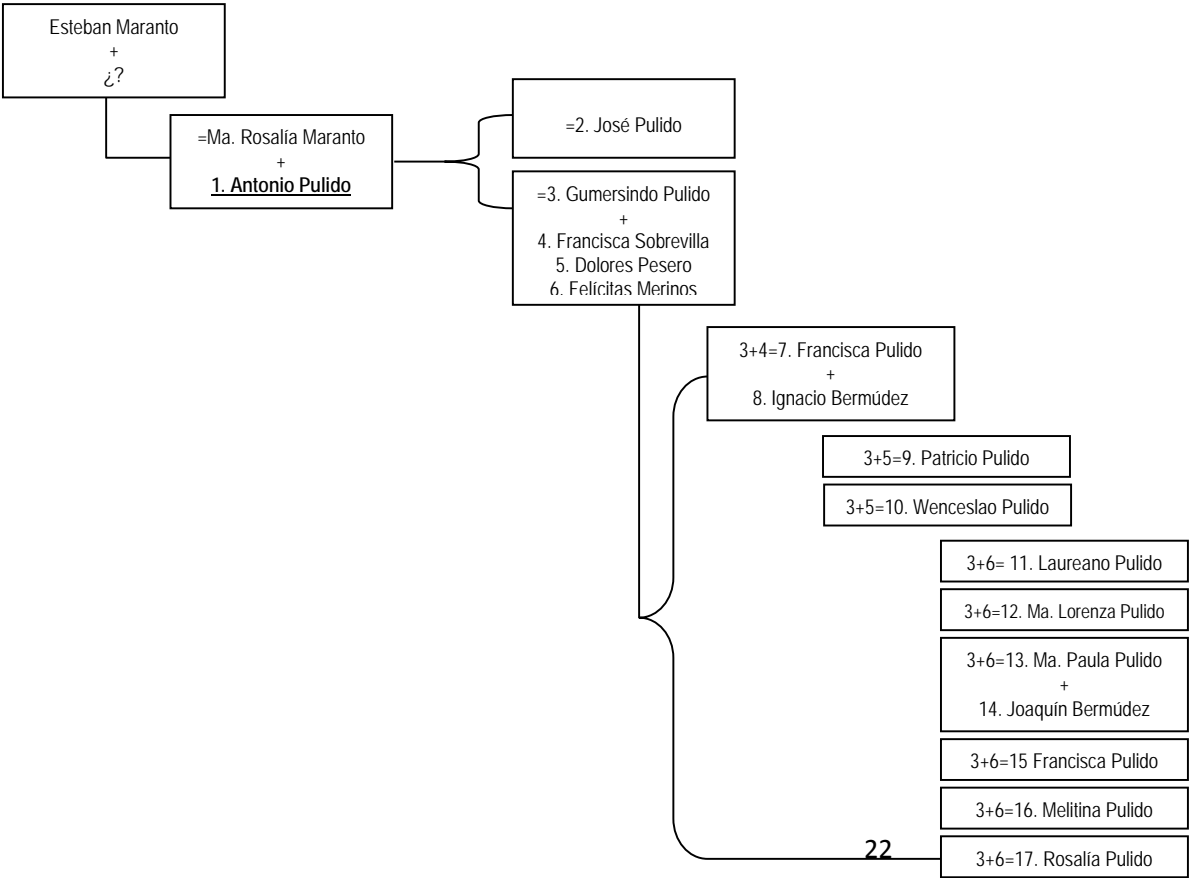 Esteban Maranto
+
¿?
=Ma. Rosalía Maranto
+
1. Antonio Pulido
=2. José Pulido
=3. Gumersindo Pulido
+
4. Francisca Sobrevilla
5. Dolores Pesero
6. Felícitas Merinos
3+4=7. Francisca Pulido
+
8. Ignacio Bermúdez
3+5=9. Patricio Pulido
3+5=10. Wenceslao Pulido
3+6= 11. Laureano Pulido
3+6=12. Ma. Lorenza Pulido
3+6=13. Ma. Paula Pulido
+
14. Joaquín Bermúdez
3+6=15 Francisca Pulido
3+6=16. Melitina Pulido
3+6=17. Rosalía Pulido
22